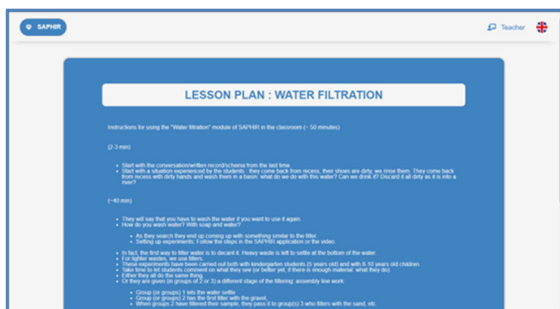 SAPHIR
Teacher
LESSON PLAN : WATER FILTRATION
Instructions for using the "Water filtration" module of SAPHIR in the classroom (~ 50 minutes)
(2-3 min)
Start with the conversation/written record/schema from the last time.
Start with a situation experienced by the students : they come back from recess, their shoes are dirty, we rinse them. They come back
from recess with dirty hands and wash them in a basin: what do we do with this water? Can we drink it? Discard it all dirty as it is into a
river?
(~40 min)
They will say that you have to wash the water if you want to use it again.
How do you wash water? With soap and water?
As they search they end up coming up with something similar to the filter.
Setting up experiments. Follow the steps in the SAPHIR application or the video.
In fact, the first way to filter water is to decant it. Heavy waste is left to settle at the bottom of the water.
For lighter wastes, we use filters.
These experiments have been carried out both with kindergarten students (5 years old) and with 8-10 years old children.
Take time to let students comment on what they see (or better yet, if there is enough material: what they do).
Either they all do the same thing.
Or they are given (in groups of 2 or 3) a different stage of the filtering: assembly line work
Group (or groups) 1 lets the water settle
Group (or groups) 2 has the first filter with the gravel.
When groups 2 have filtered their sample, they pass it to group(s) 3 who filters with the sand, etc.